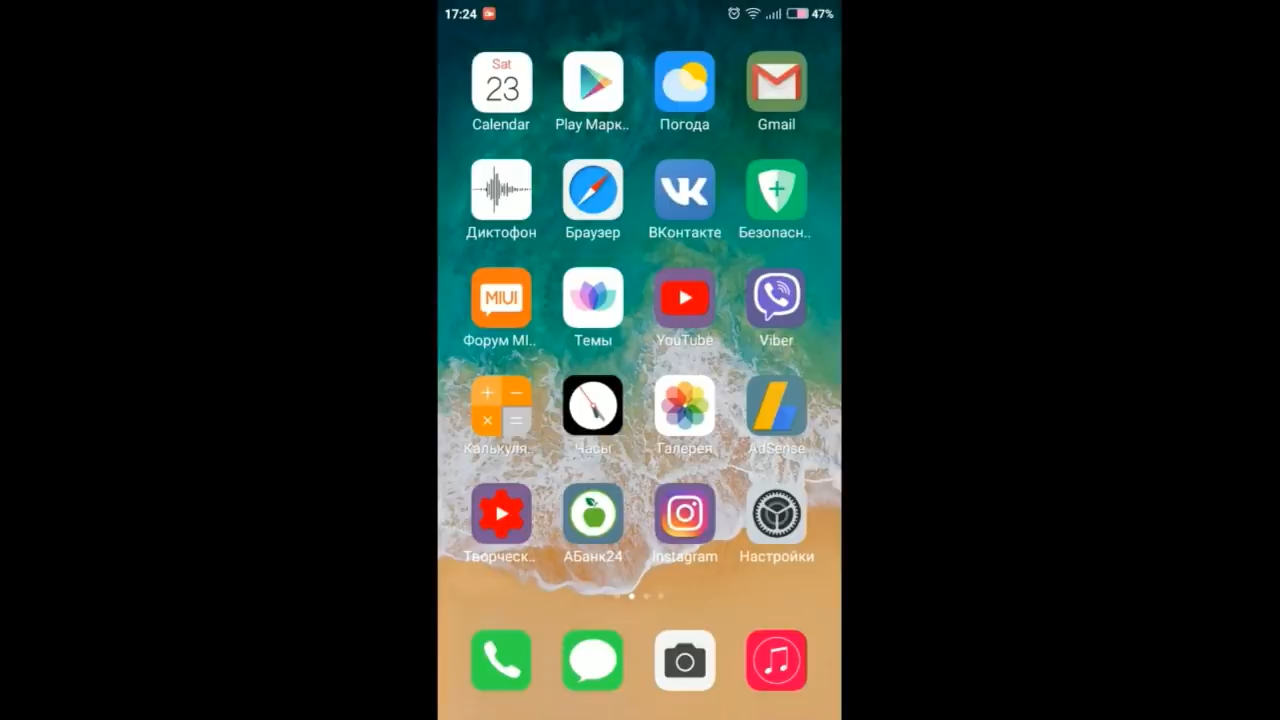 17:24 47%
Sat
23
Calendar Play Марк.. Погода Gmail
Диктофон Браузер ВКонтакте Безопасн..
MIUI
Форум MI.. Темы YouTube Viber
Калькуля.. Часы Галерея AdSense
Творческ.. АБанк24 Instagram Настройки